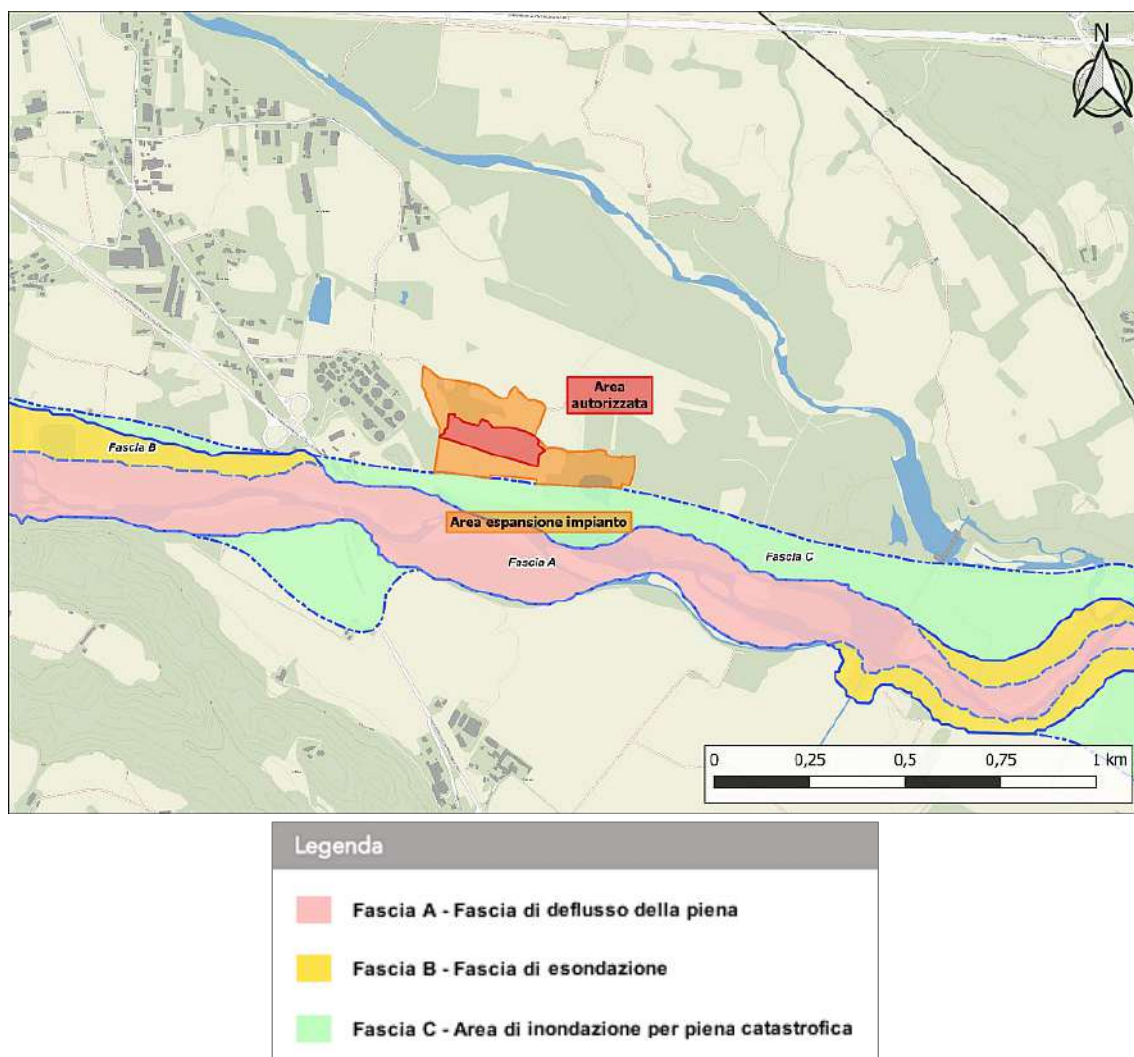 N
Area
autorizzata
Fascia B
Area espansione impianto
Fascia A
Fascia C
0 0,25 0,5 0,75 1 km
Legenda
Fascia A - Fascia di deflusso della piena
Fascia B - Fascia di esondazione
Fascia C - Area di inondazione per piena catastrofica